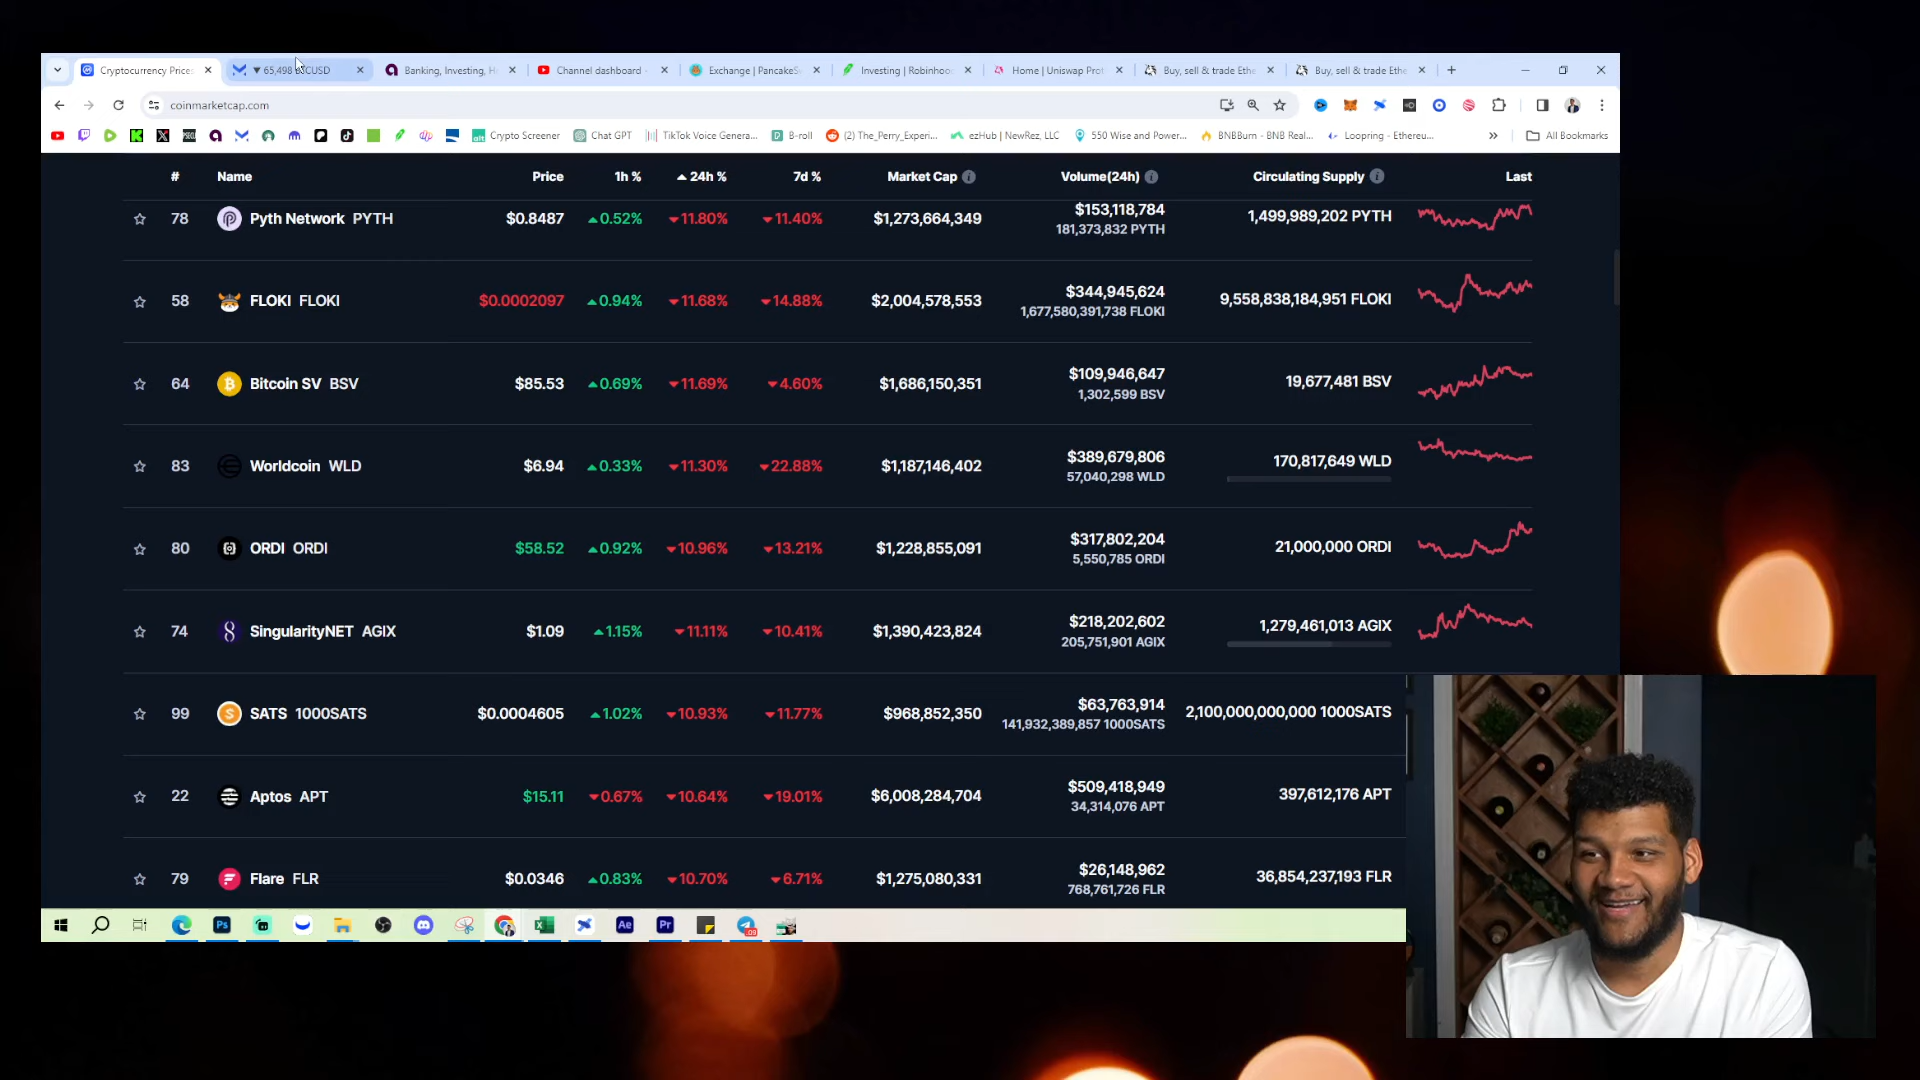 Cryptocurrency Price
▼ 65,498 BTCUSD
Banking, Investing, H
Channel dashboard -
Exchange | PancakeS
Investing | Robinhoo
Home | Uniswap Prot
Buy, sell & trade Ethe
Buy, sell & trade Ethe
coinmarketcap.com
Crypto Screener
Chat GPT
TikTok Voice Genera...
B-roll
(2) The_Perry_Experi...
ezHub | NewRez, LLC
550 Wise and Power...
BNBBurn - BNB Real...
Loopring - Ethereu...
All Bookmarks
# Name Price 1h % 24h % 7d % Market Cap Volume(24h) Circulating Supply Last
78 Pyth Network PYTH $0.8487 0.52% 11.80% 11.40% $1,273,664,349 $153,118,784 1,499,989,202 PYTH
181,373,832 PYTH
58 FLOKI FLOKI $0.0002097 0.94% 11.68% 14.88% $2,004,578,553 $344,945,624 9,558,838,184,951 FLOKI
1,677,580,391,738 FLOKI
64 Bitcoin SV BSV $85.53 0.69% 11.69% 4.60% $1,686,150,351 $109,946,647 19,677,481 BSV
1,302,599 BSV
83 Worldcoin WLD $6.94 0.33% 11.30% 22.88% $1,187,146,402 $389,679,806 170,817,649 WLD
57,040,298 WLD
80 ORDI ORDI $58.52 0.92% 10.96% 13.21% $1,228,855,091 $317,802,204 21,000,000 ORDI
5,550,785 ORDI
74 SingularityNET AGIX $1.09 1.15% 11.11% 10.41% $1,390,423,824 $218,202,602 1,279,461,013 AGIX
205,751,901 AGIX
99 SATS 1000SATS $0.0004605 1.02% 10.93% 11.77% $968,852,350 $63,763,914 2,100,000,000,000 1000SATS
141,932,389,857 1000SATS
22 Aptos APT $15.11 0.67% 10.64% 19.01% $6,008,284,704 $509,418,949 397,612,176 APT
34,314,076 APT
79 Flare FLR $0.0346 0.83% 10.70% 6.71% $1,275,080,331 $26,148,962 36,854,237,193 FLR
768,761,726 FLR
Ps
Ae
Pr